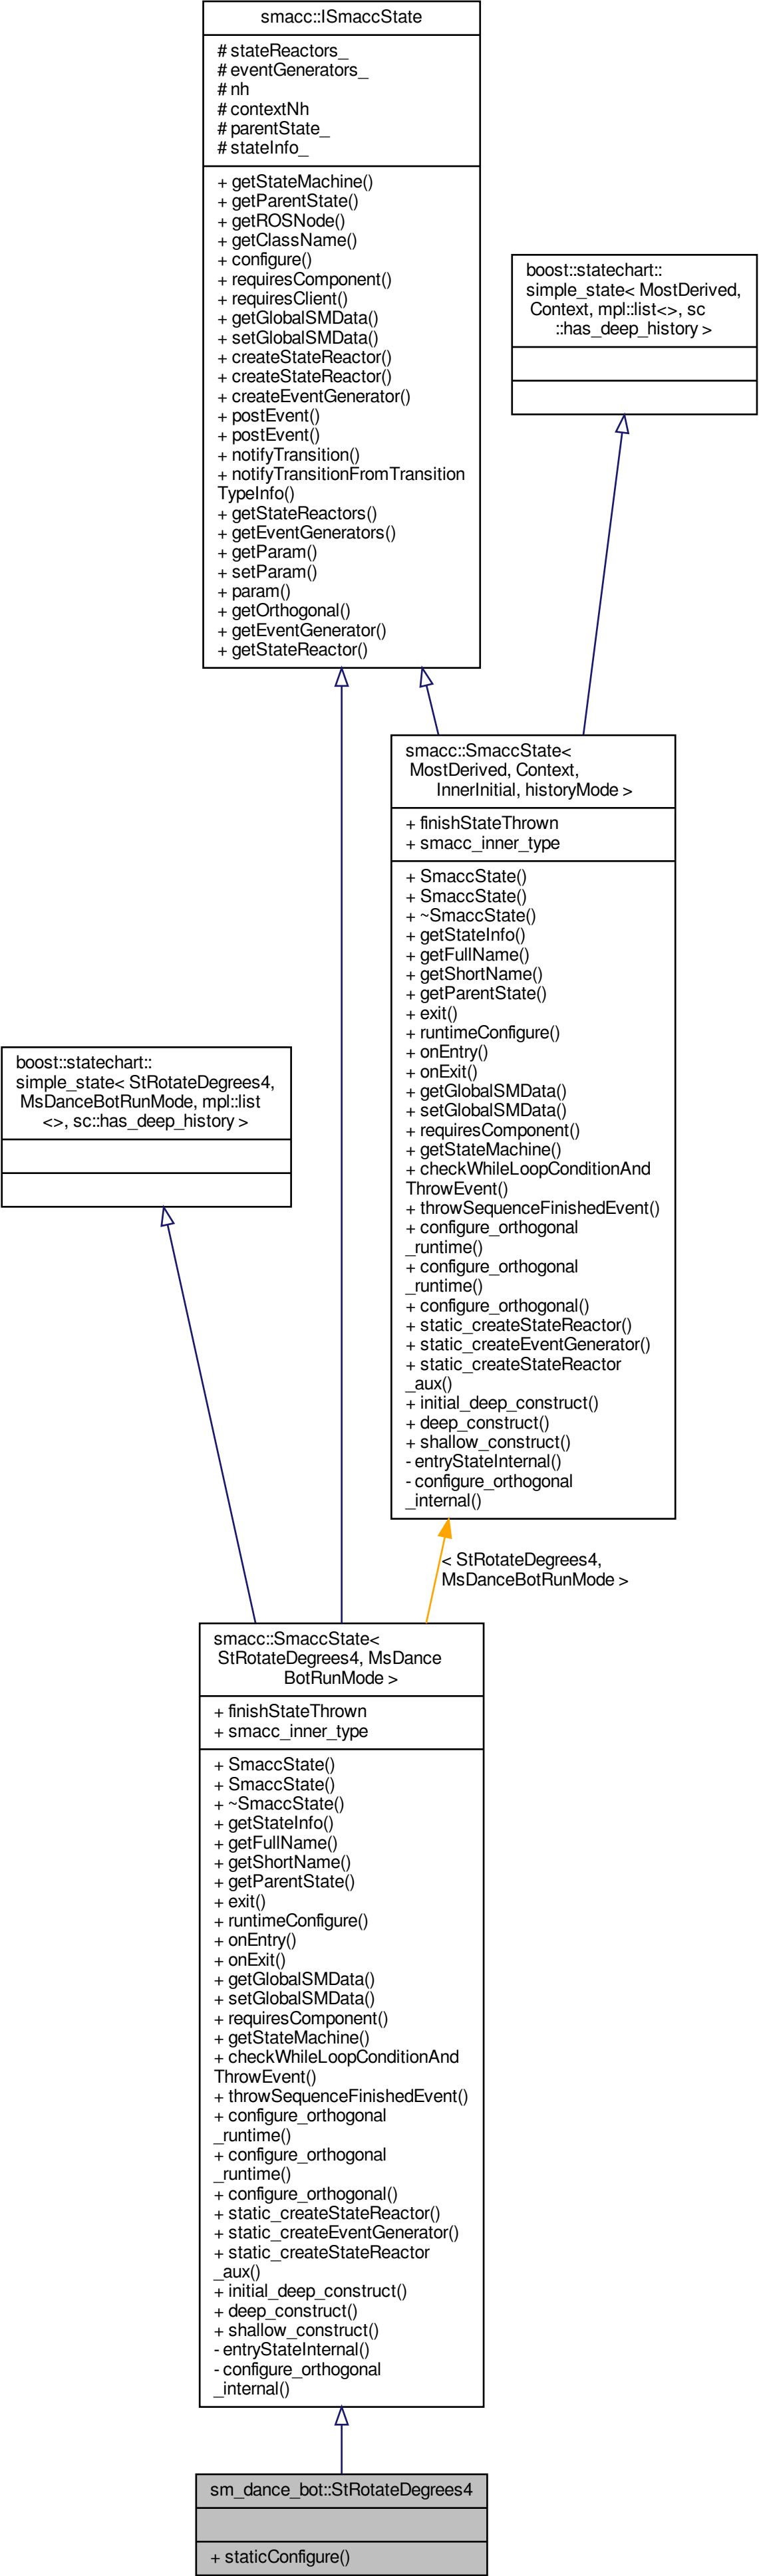 smacc::ISmaccState
# stateReactors_
# eventGenerators_
# nh
# contextNh
# parentState_
# stateInfo_
+ getStateMachine()
+ getParentState()
+ getROSNode()
+ getClassName()
+ configure()
+ requiresComponent()
+ requiresClient()
+ getGlobalSMData()
+ setGlobalSMData()
+ createStateReactor()
+ createStateReactor()
+ createEventGenerator()
+ postEvent()
+ postEvent()
+ notifyTransition()
+ notifyTransitionFromTransition
TypeInfo()
+ getStateReactors()
+ getEventGenerators()
+ getParam()
+ setParam()
+ param()
+ getOrthogonal()
+ getEventGenerator()
+ getStateReactor()
boost::statechart::
simple_state< MostDerived,
Context, mpl::list<>, sc
::has_deep_history >
smacc::SmaccState<
MostDerived, Context,
InnerInitial, historyMode >
+ finishStateThrown
+ smacc_inner_type
+ SmaccState()
+ SmaccState()
+ ~SmaccState()
+ getStateInfo()
+ getFullName()
+ getShortName()
+ getParentState()
+ exit()
+ runtimeConfigure()
+ onEntry()
+ onExit()
+ getGlobalSMData()
+ setGlobalSMData()
+ requiresComponent()
+ getStateMachine()
+ checkWhileLoopConditionAnd
ThrowEvent()
+ throwSequenceFinishedEvent()
+ configure_orthogonal
_runtime()
+ configure_orthogonal
_runtime()
+ configure_orthogonal()
+ static_createStateReactor()
+ static_createEventGenerator()
+ static_createStateReactor
_aux()
+ initial_deep_construct()
+ deep_construct()
+ shallow_construct()
- entryStateInternal()
- configure_orthogonal
_internal()
boost::statechart::
simple_state< StRotateDegrees4,
MsDanceBotRunMode, mpl::list
<>, sc::has_deep_history >
< StRotateDegrees4,
MsDanceBotRunMode >
smacc::SmaccState<
StRotateDegrees4, MsDance
BotRunMode >
+ finishStateThrown
+ smacc_inner_type
+ SmaccState()
+ SmaccState()
+ ~SmaccState()
+ getStateInfo()
+ getFullName()
+ getShortName()
+ getParentState()
+ exit()
+ runtimeConfigure()
+ onEntry()
+ onExit()
+ getGlobalSMData()
+ setGlobalSMData()
+ requiresComponent()
+ getStateMachine()
+ checkWhileLoopConditionAnd
ThrowEvent()
+ throwSequenceFinishedEvent()
+ configure_orthogonal
_runtime()
+ configure_orthogonal
_runtime()
+ configure_orthogonal()
+ static_createStateReactor()
+ static_createEventGenerator()
+ static_createStateReactor
_aux()
+ initial_deep_construct()
+ deep_construct()
+ shallow_construct()
- entryStateInternal()
- configure_orthogonal
_internal()
sm_dance_bot::StRotateDegrees4
+ staticConfigure()